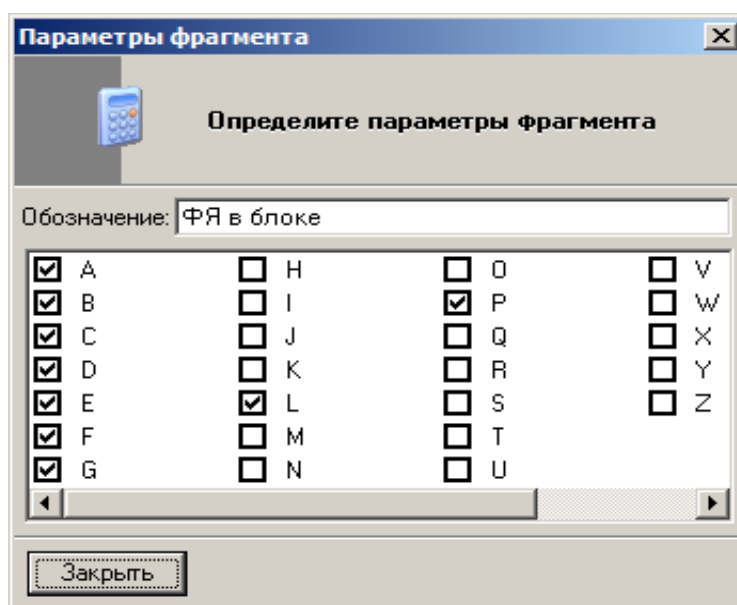 Параметры фрагмента
Определите параметры фрагмента
Обозначение: ФЯ в блоке
A H O V
B I P W
C J Q X
D K R Y
E L S Z
F M T
G N U
Закрыть